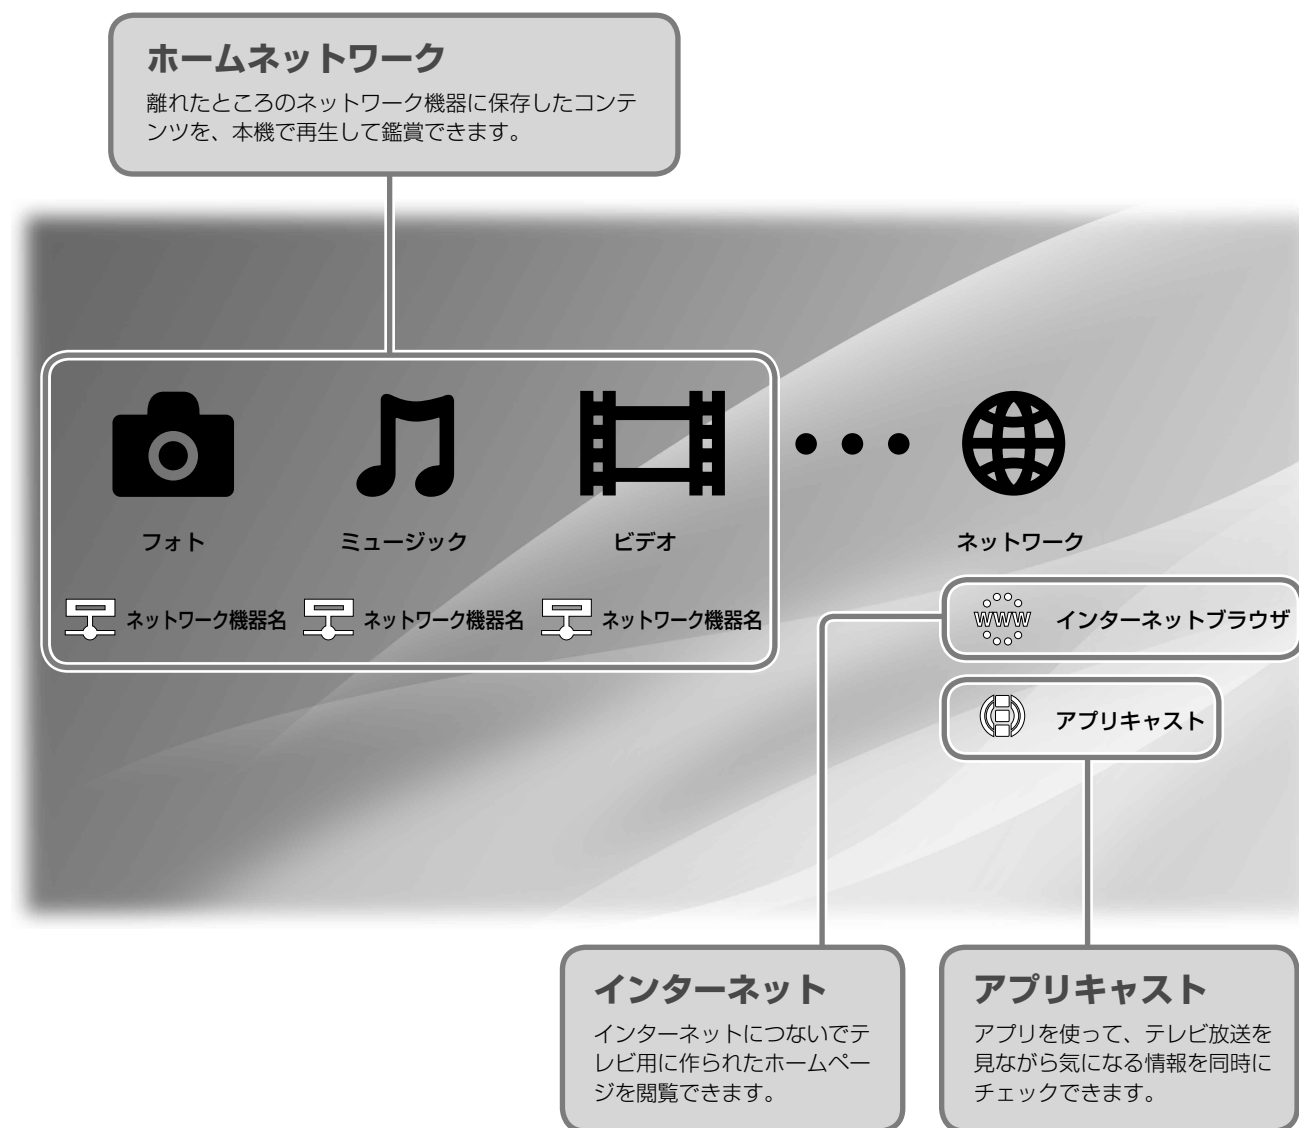 ホームネットワーク
離れたところのネットワーク機器に保存したコンテ
ンツを、本機で再生して鑑賞できます。
フォト
ミュージック
ビデオ
ネットワーク
ネットワーク機器名
ネットワーク機器名
ネットワーク機器名
www
インターネットブラウザ
アプリキャスト
インターネット
インターネットにつないでテ
レビ用に作られたホームペー
ジを閲覧できます。
アプリキャスト
アプリを使って、テレビ放送を
見ながら気になる情報を同時に
チェックできます。